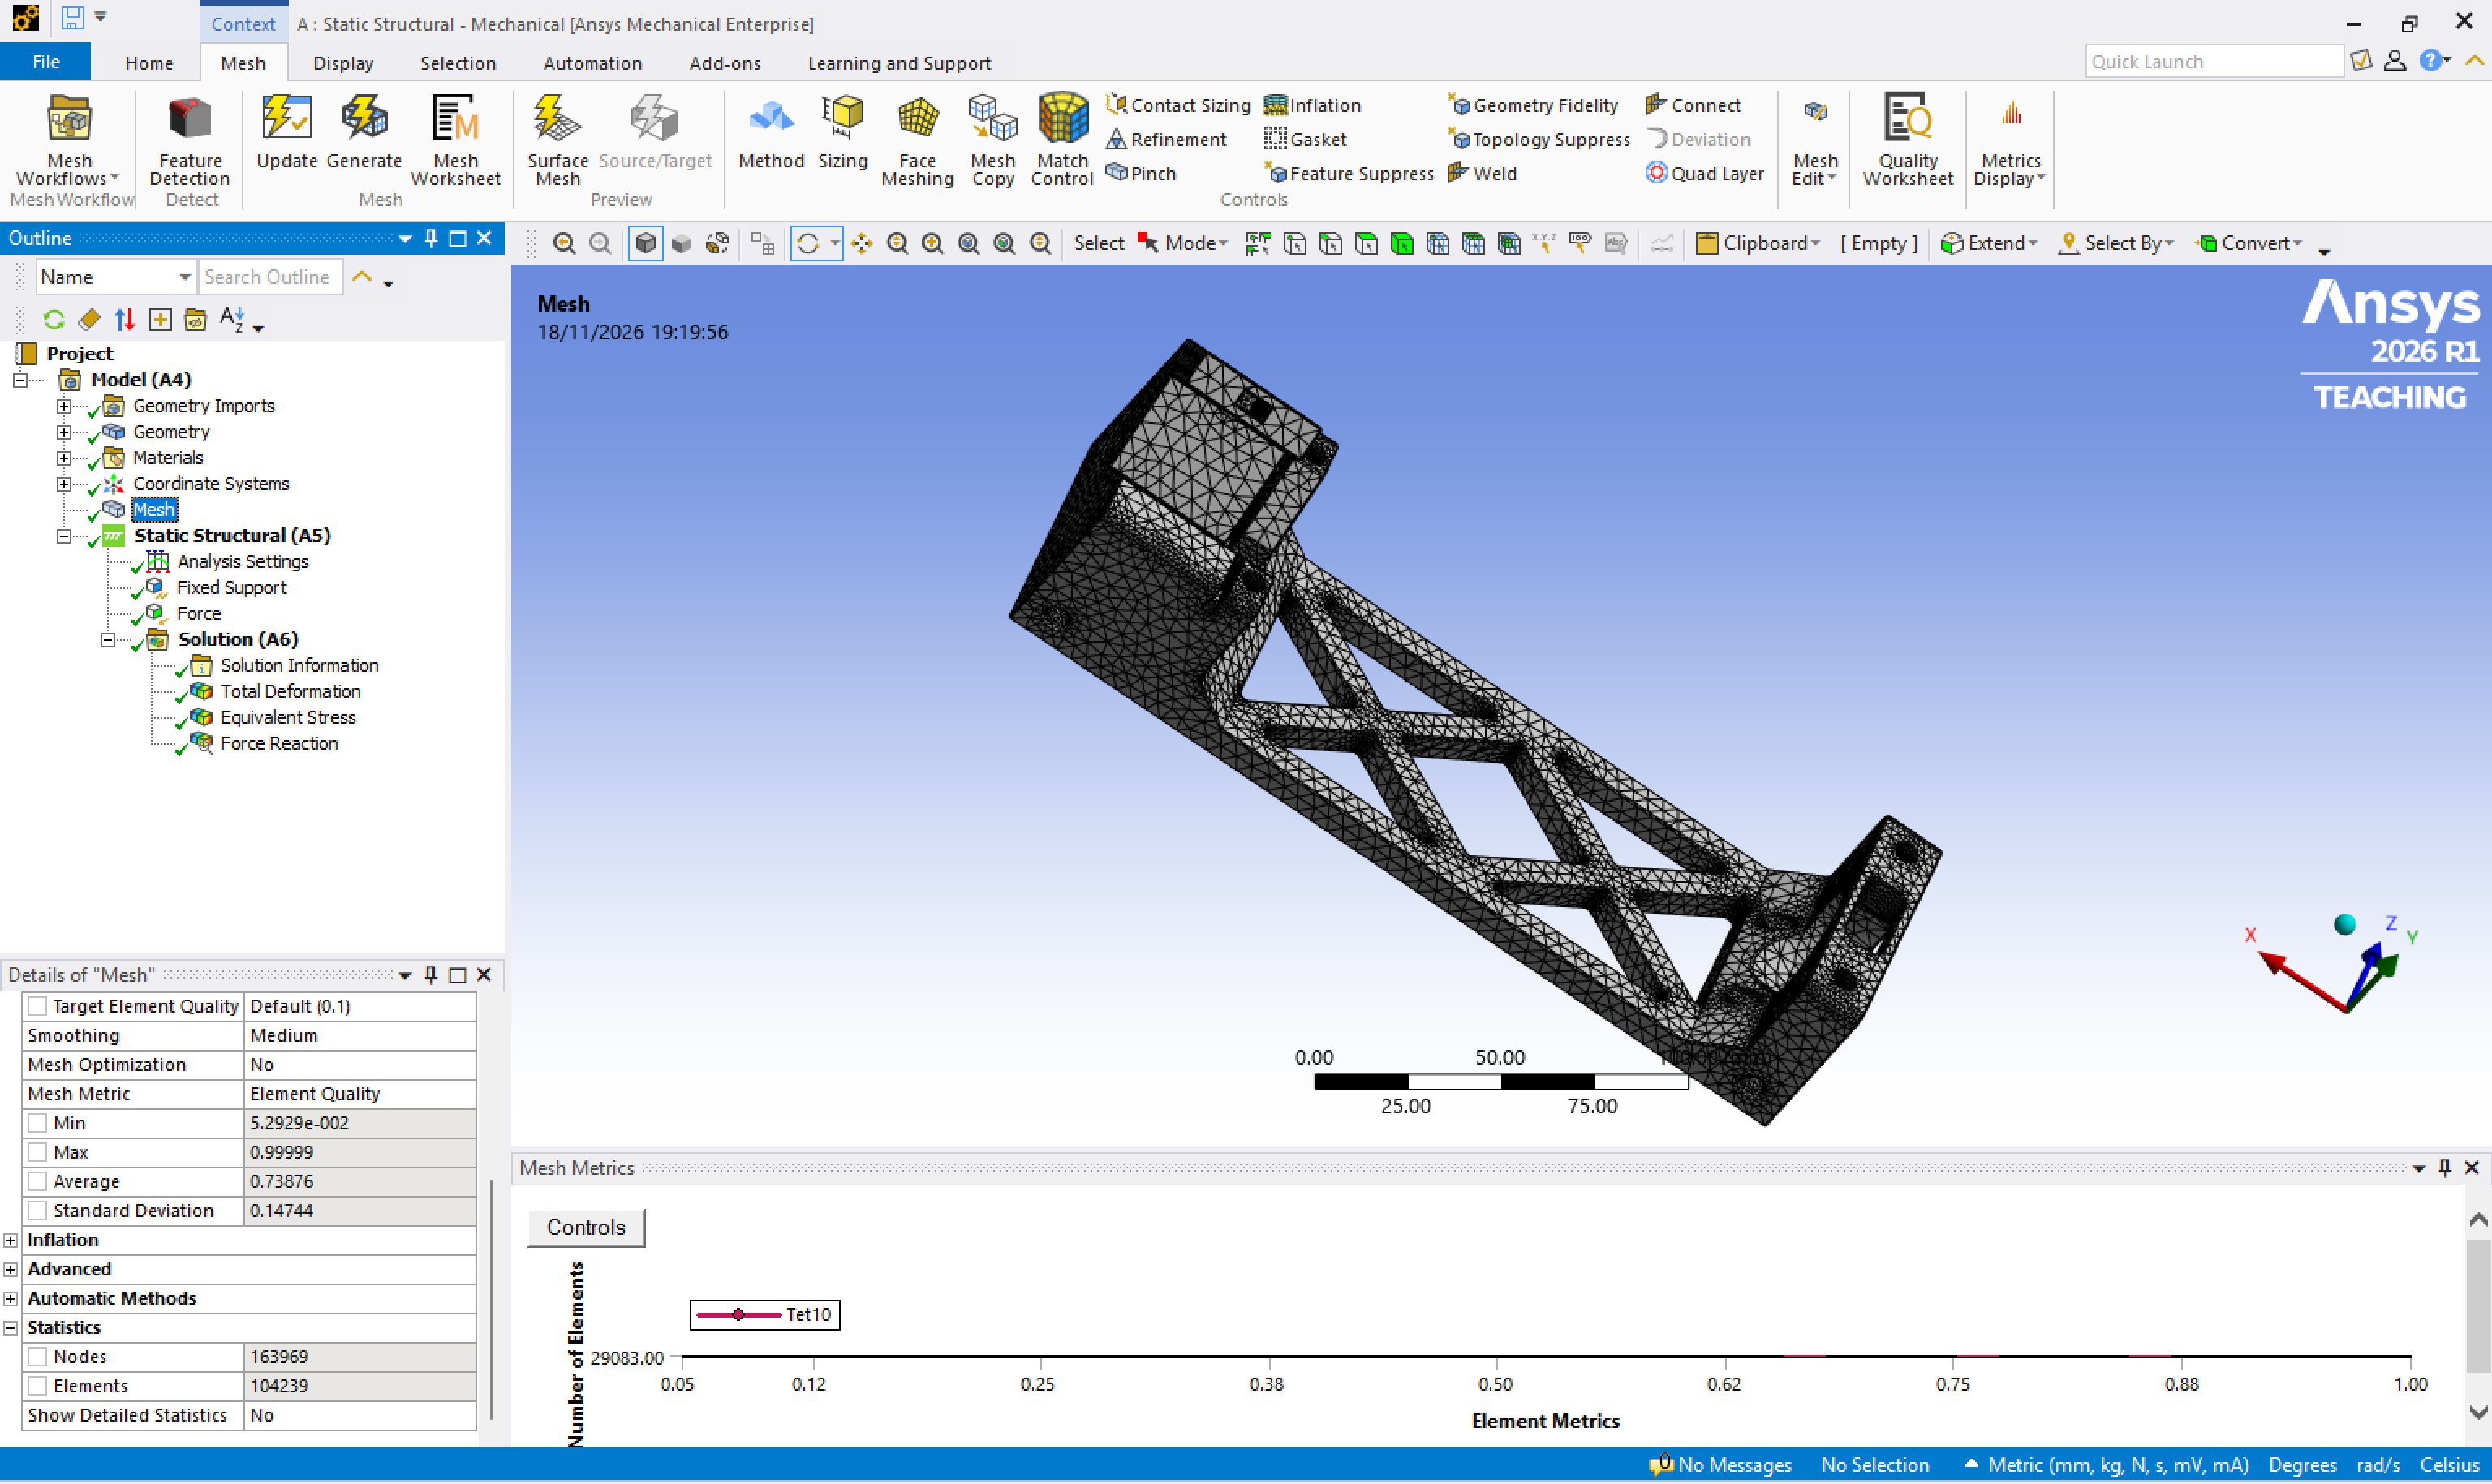 Context
A : Static Structural - Mechanical [Ansys Mechanical Enterprise]
File
Home
Mesh
Display
Selection
Automation
Add-ons
Learning and Support
Quick Launch
Mesh Workflows
Feature Detection
Update
Generate
Mesh Worksheet
Surface Mesh
Source/Target
Method
Sizing
Face Meshing
Mesh Copy
Match Control
Contact Sizing
Refinement
Pinch
Inflation
Gasket
Feature Suppress
Geometry Fidelity
Topology Suppress
Weld
Connect
Deviation
Quad Layer
Mesh Edit
Quality Worksheet
Metrics Display
Mesh Workflow
Detect
Mesh
Preview
Controls
Outline
Name
Search Outline
Select
Mode
Clipboard
[ Empty ]
Extend
Select By
Convert
Project
Model (A4)
Geometry Imports
Geometry
Materials
Coordinate Systems
Mesh
Static Structural (A5)
Analysis Settings
Fixed Support
Force
Solution (A6)
Solution Information
Total Deformation
Equivalent Stress
Force Reaction
Mesh
18/11/2026 19:19:56
Ansys
2026 R1
TEACHING
X
Z
Y
0.00
50.00
25.00
75.00
Details of "Mesh"
Target Element Quality Default (0.1)
Smoothing Medium
Mesh Optimization No
Mesh Metric Element Quality
Min 5.2929e-002
Max 0.99999
Average 0.73876
Standard Deviation 0.14744
Inflation
Advanced
Automatic Methods
Statistics
Nodes 163969
Elements 104239
Show Detailed Statistics No
Mesh Metrics
Controls
Number of Elements
Tet10
29083.00
0.05 0.12 0.25 0.38 0.50 0.62 0.75 0.88 1.00
Element Metrics
No Messages
No Selection
Metric (mm, kg, N, s, mV, mA)
Degrees
rad/s
Celsius